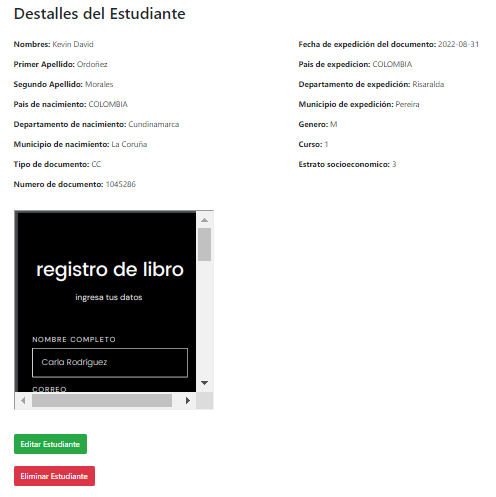 Detalles del Estudiante
Nombres: Kevin David
Primer Apellido: Ordoñez
Segundo Apellido: Morales
Pais de nacimiento: COLOMBIA
Departamento de nacimiento: Cundinamarca
Municipio de nacimiento: La Coruña
Tipo de documento: CC
Numero de documento: 1045286
Fecha de expedición del documento: 2022-08-31
Pais de expedicion: COLOMBIA
Departamento de expedición: Risaralda
Municipio de expedición: Pereira
Genero: M
Curso: 1
Estrato socioeconomico: 3
registro de libro
ingresa tus datos
NOMBRE COMPLETO
Carla Rodríguez
CORREO
Editar Estudiante
Eliminar Estudiante